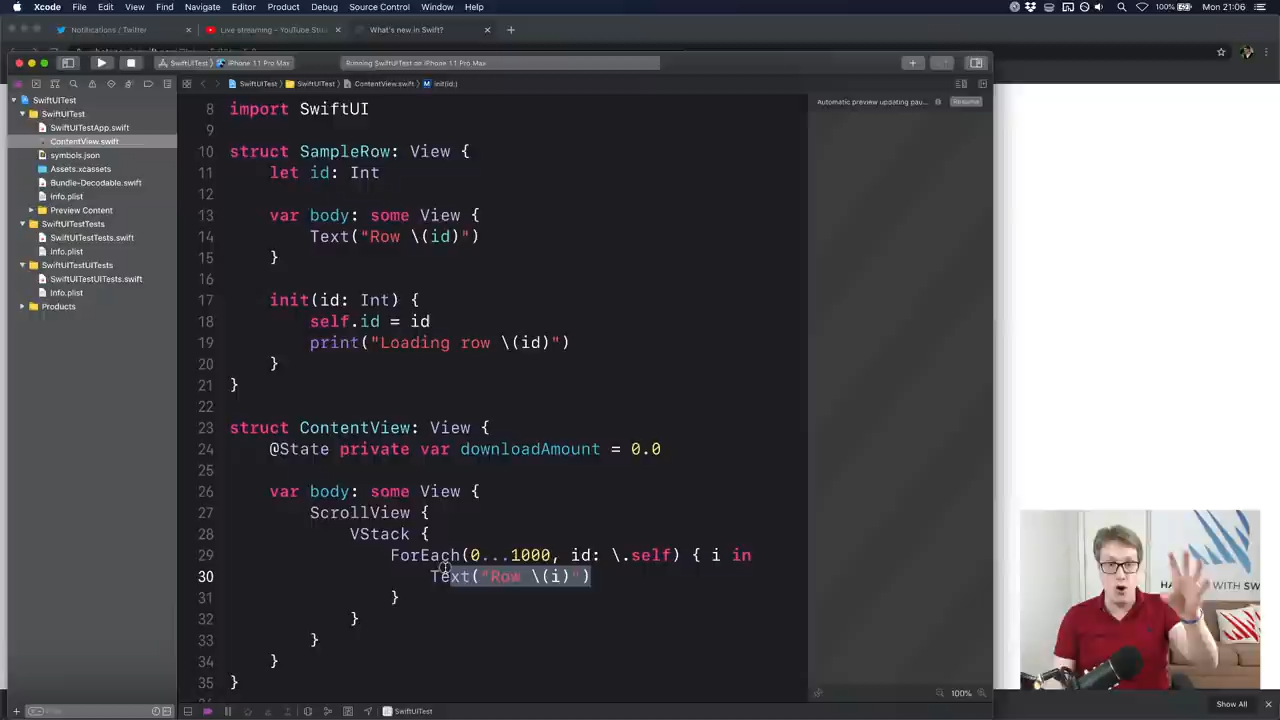 Xcode File Edit View Find Navigate Editor Product Debug Source Control Window Help 100% Mon 21:06
Notifications / Twitter
Live streaming – YouTube Stu
What's new in Swift?
SwiftUITest iPhone 11 Pro Max
Running SwiftUITest on iPhone 11 Pro Max
SwiftUITest SwiftUITest ContentView.swift init(id:)
SwiftUITest
SwiftUITest
SwiftUITestApp.swift
ContentView.swift
symbols.json
Assets.xcassets
Bundle-Decodable.swift
Info.plist
Preview Content
SwiftUITestTests
SwiftUITestTests.swift
Info.plist
SwiftUITestUITests
SwiftUITestUITests.swift
Info.plist
Products
8 import SwiftUI
9
10 struct SampleRow: View {
11 let id: Int
12
13 var body: some View {
14 Text("Row \(id)")
15 }
16
17 init(id: Int) {
18 self.id = id
19 print("Loading row \(id)")
20 }
21 }
22
23 struct ContentView: View {
24 @State private var downloadAmount = 0.0
25
26 var body: some View {
27 ScrollView {
28 VStack {
29 ForEach(0...1000, id: \.self) { i in
30 Text("Row \(i)")
31 }
32 }
33 }
34 }
35 }
Automatic preview updating pau... Resume
100%
SwiftUITest
HA WITH SW
Show All